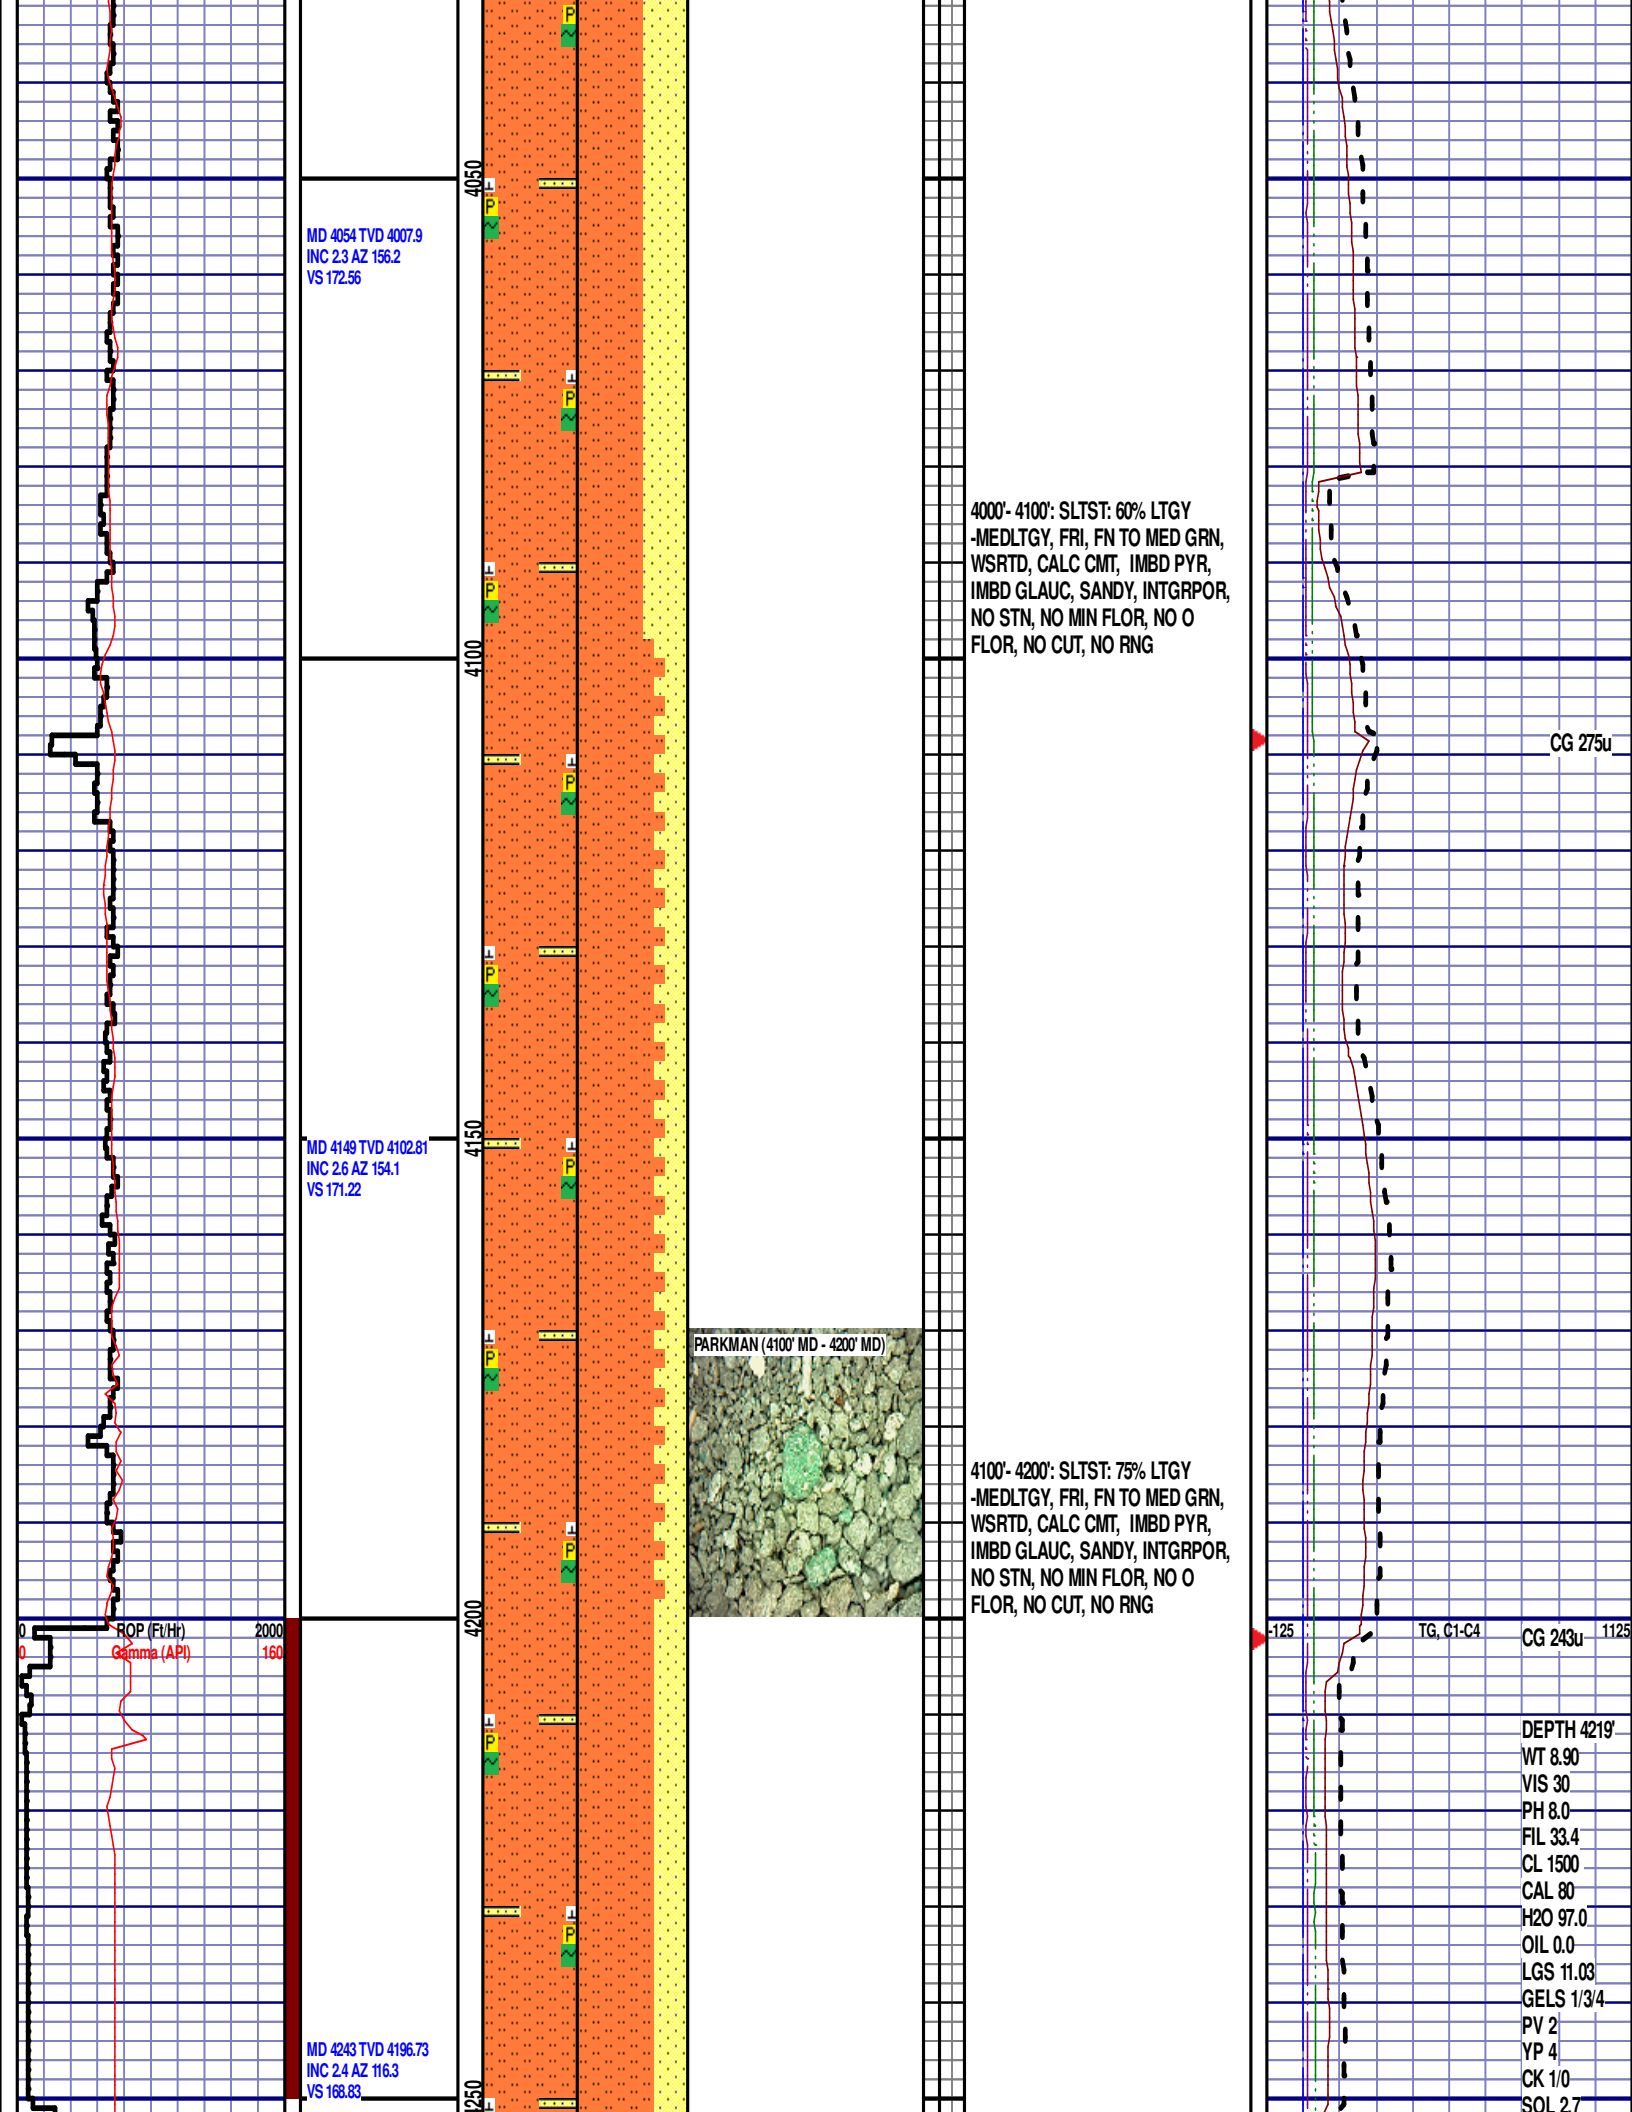 P
4050
P
MD 4054 TVD 4007.9
INC 2.3 AZ 156.2
VS 172.56
P
4000'- 4100': SLTST: 60% LTGY
-MEDLTGY, FRI, FN TO MED GRN,
WSRTD, CALC CMT, IMBD PYR,
IMBD GLAUC, SANDY, INTGRPOR,
NO STN, NO MIN FLOR, NO O
FLOR, NO CUT, NO RNG
P
4100
CG 275u
P
P
4150
MD 4149 TVD 4102.81
INC 2.6 AZ 154.1
VS 171.22
P
PARKMAN (4100' MD - 4200' MD)
P
4100'- 4200': SLTST: 75% LTGY
-MEDLTGY, FRI, FN TO MED GRN,
WSRTD, CALC CMT, IMBD PYR,
IMBD GLAUC, SANDY, INTGRPOR,
NO STN, NO MIN FLOR, NO O
FLOR, NO CUT, NO RNG
P
4200
0 ROP (Ft/Hr) 2000
0 Gamma (API) 160
-125 TG, C1-C4 1125
CG 243u
P
DEPTH 4219'
WT 8.90
VIS 30
PH 8.0
FIL 33.4
CL 1500
CAL 80
H2O 97.0
OIL 0.0
LGS 11.03
GELS 1/3/4
PV 2
YP 4
CK 1/0
SOL 2.7
P
MD 4243 TVD 4196.73
INC 2.4 AZ 116.3
VS 168.83
4250